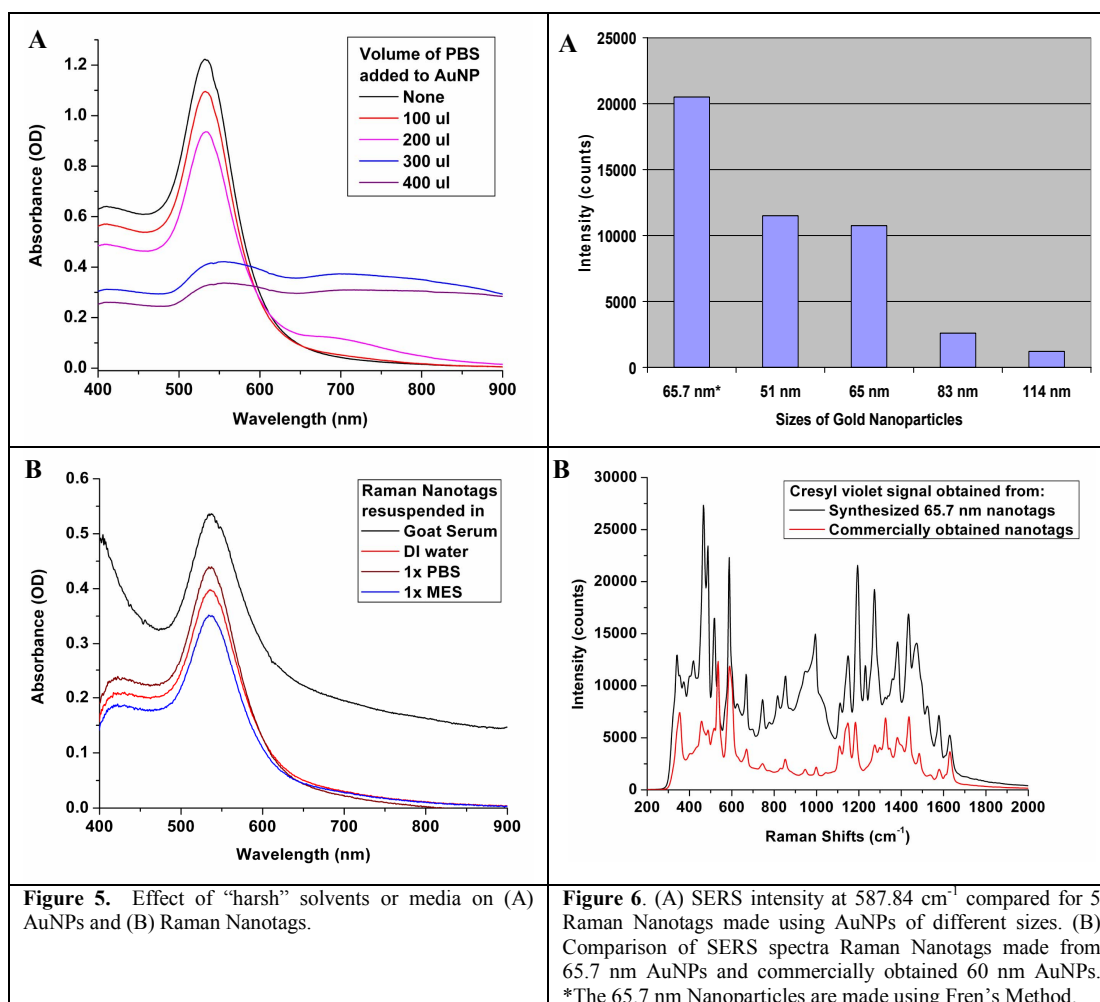 A
Volume of PBS
added to AuNP
None
100 ul
200 ul
300 ul
400 ul
1.2
1.0
0.8
0.6
0.4
0.2
0.0
Absorbance (OD)
400 500 600 700 800 900
Wavelength (nm)
A
25000
20000
15000
10000
5000
0
Intensity (counts)
65.7 nm* 51 nm 65 nm 83 nm 114 nm
Sizes of Gold Nanoparticles
B
Raman Nanotags
resuspended in
Goat Serum
DI water
1x PBS
1x MES
0.6
0.5
0.4
0.3
0.2
0.1
0.0
Absorbance (OD)
400 500 600 700 800 900
Wavelength (nm)
B
Cresyl violet signal obtained from:
Synthesized 65.7 nm nanotags
Commercially obtained nanotags
30000
25000
20000
15000
10000
5000
0
Intensity (counts)
200 400 600 800 1000 1200 1400 1600 1800 2000
Raman Shifts (cm⁻¹)
Figure 5. Effect of “harsh” solvents or media on (A)
AuNPs and (B) Raman Nanotags.
Figure 6. (A) SERS intensity at 587.84 cm⁻¹ compared for 5
Raman Nanotags made using AuNPs of different sizes. (B)
Comparison of SERS spectra Raman Nanotags made from
65.7 nm AuNPs and commercially obtained 60 nm AuNPs.
*The 65.7 nm Nanoparticles are made using Fren’s Method.